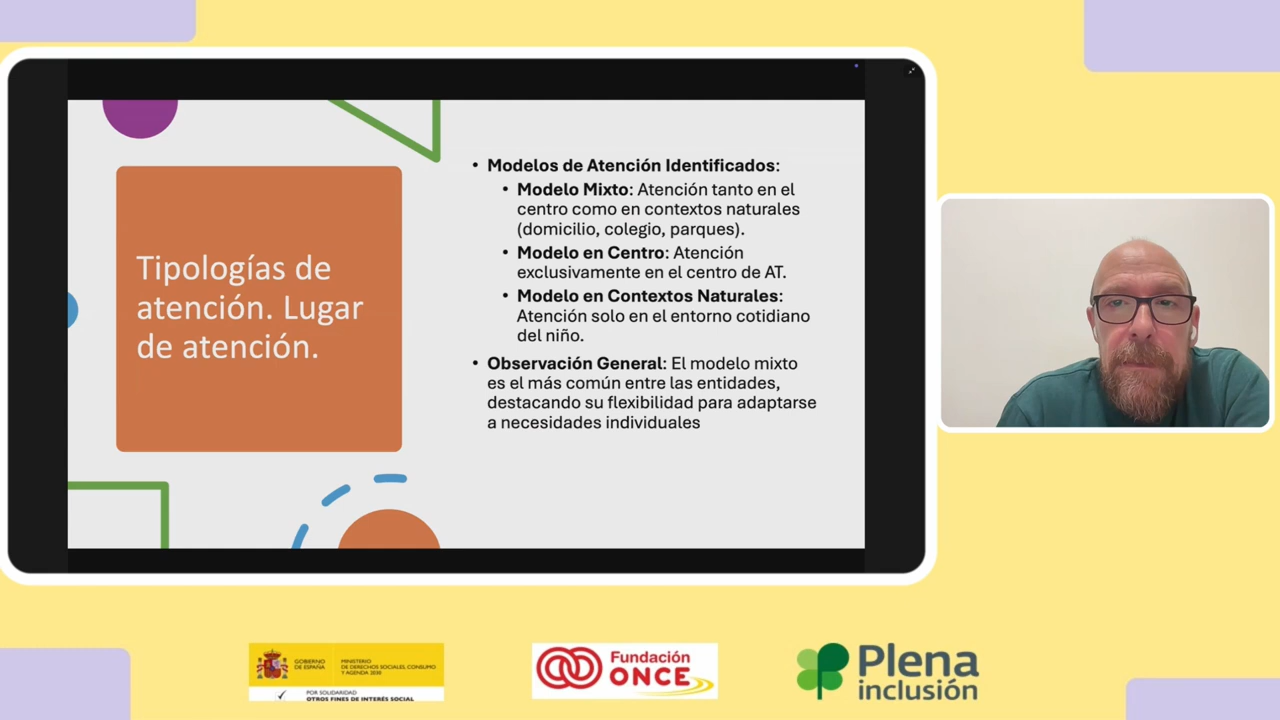 Tipologías de
atención. Lugar
de atención.
• Modelos de Atención Identificados:
• Modelo Mixto: Atención tanto en el
centro como en contextos naturales
(domicilio, colegio, parques).
• Modelo en Centro: Atención
exclusivamente en el centro de AT.
• Modelo en Contextos Naturales:
Atención solo en el entorno cotidiano
del niño.
• Observación General: El modelo mixto
es el más común entre las entidades,
destacando su flexibilidad para adaptarse
a necesidades individuales
GOBIERNO
DE ESPAÑA
MINISTERIO
DE DERECHOS SOCIALES, CONSUMO
Y AGENDA 2030
POR SOLIDARIDAD
OTROS FINES DE INTERÉS SOCIAL
Fundación
ONCE
Plena
inclusión